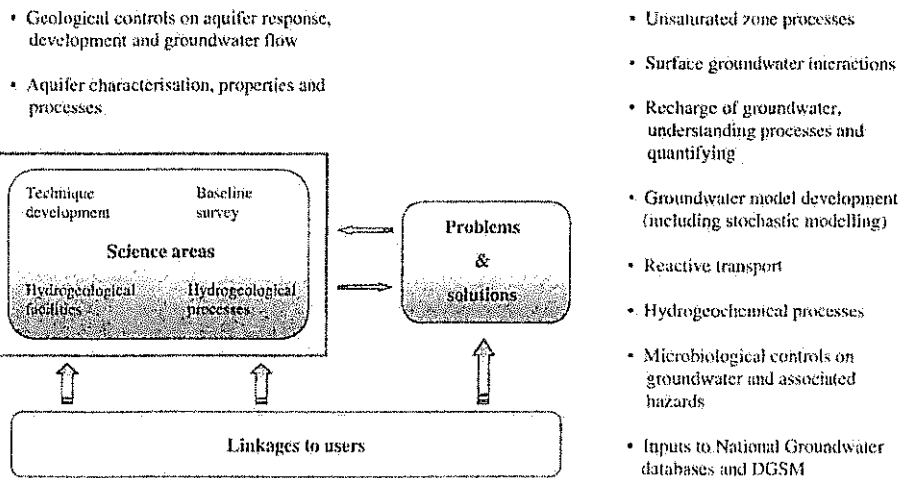 • Geological controls on aquifer response,
development and groundwater flow
• Aquifer characterisation, properties and
processes
Technique
development
Baseline
survey
Science areas
Hydrogeological
facilities
Hydrogeological
processes
Problems
&
solutions
Linkages to users
• Unsaturated zone processes
• Surface groundwater interactions
• Recharge of groundwater,
understanding processes and
quantifying
• Groundwater model development
(including stochastic modelling)
• Reactive transport
• Hydrogeochemical processes
• Microbiological controls on
groundwater and associated
hazards
• Inputs to National Groundwater
databases and DGSM